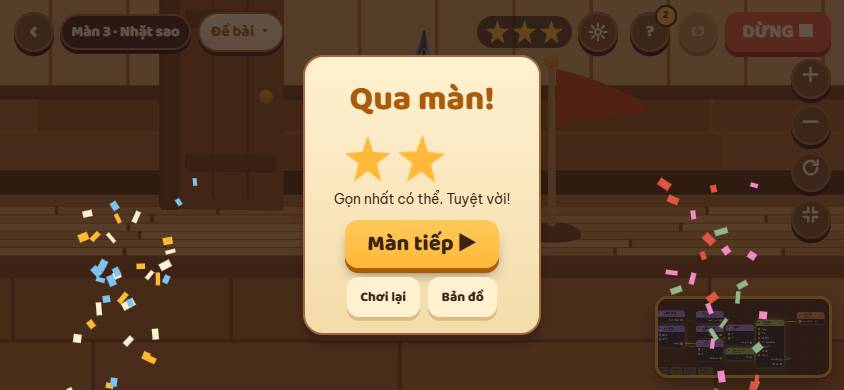 Màn 3 • Nhặt sao
Đề bài
2
?
DỪNG
Qua màn!
Gọn nhất có thể. Tuyệt vời!
Màn tiếp
Chơi lại
Bản đồ